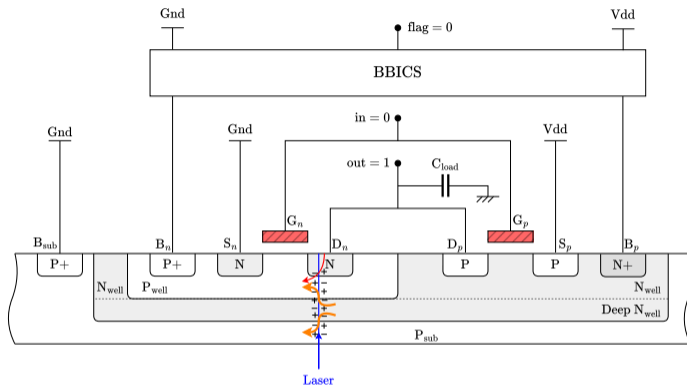 Gnd
flag = 0
Vdd
BBICS
in = 0
Gnd
Gnd
Vdd
out = 1
C_load
G_n
G_p
B_sub
B_n
S_n
D_n
D_p
S_p
B_p
P+
P+
N
N
P
P
N+
N_well
P_well
N_well
Deep N_well
P_sub
Laser